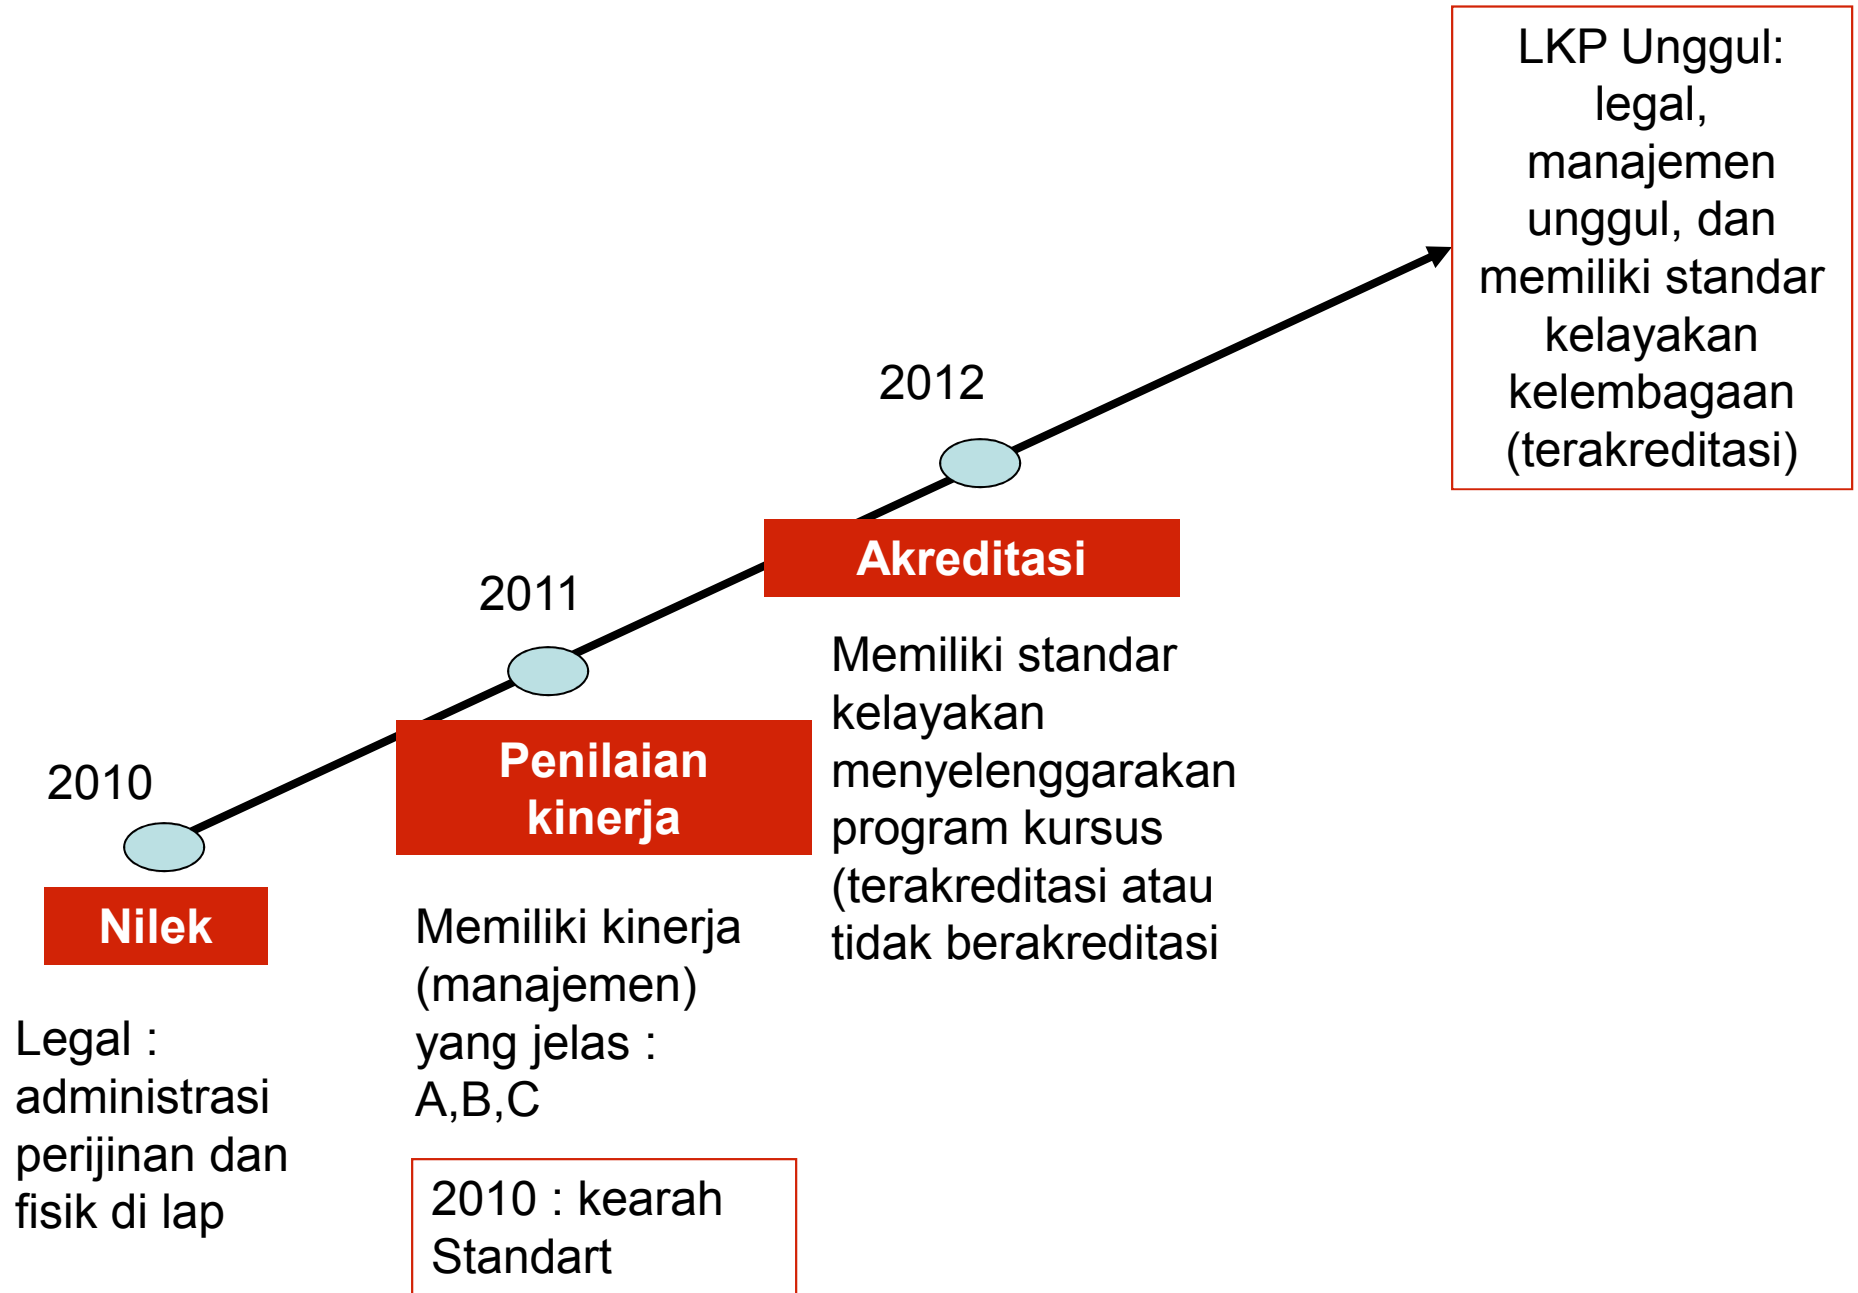 LKP Unggul:
legal,
manajemen
unggul, dan
memiliki standar
kelayakan
kelembagaan
(terakreditasi)
2012
Akreditasi
Memiliki standar
kelayakan
menyelenggarakan
program kursus
(terakreditasi atau
tidak berakreditasi
2011
Penilaian
kinerja
Memiliki kinerja
(manajemen)
yang jelas :
A,B,C
2010 : kearah
Standart
2010
Nilek
Legal :
administrasi
perijinan dan
fisik di lap